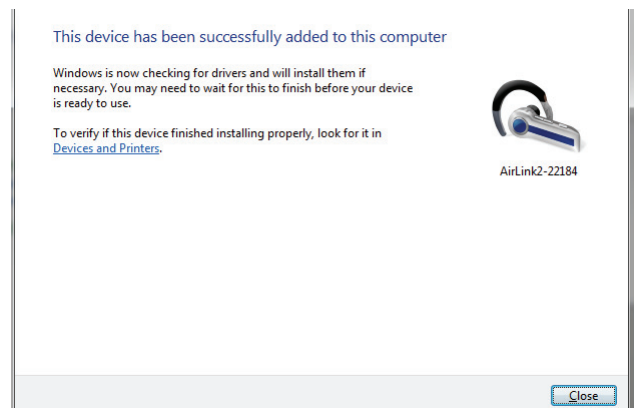 This device has been successfully added to this computer
Windows is now checking for drivers and will install them if
necessary. You may need to wait for this to finish before your device
is ready to use.
To verify if this device finished installing properly, look for it in
Devices and Printers.
AirLink2-22184
Close